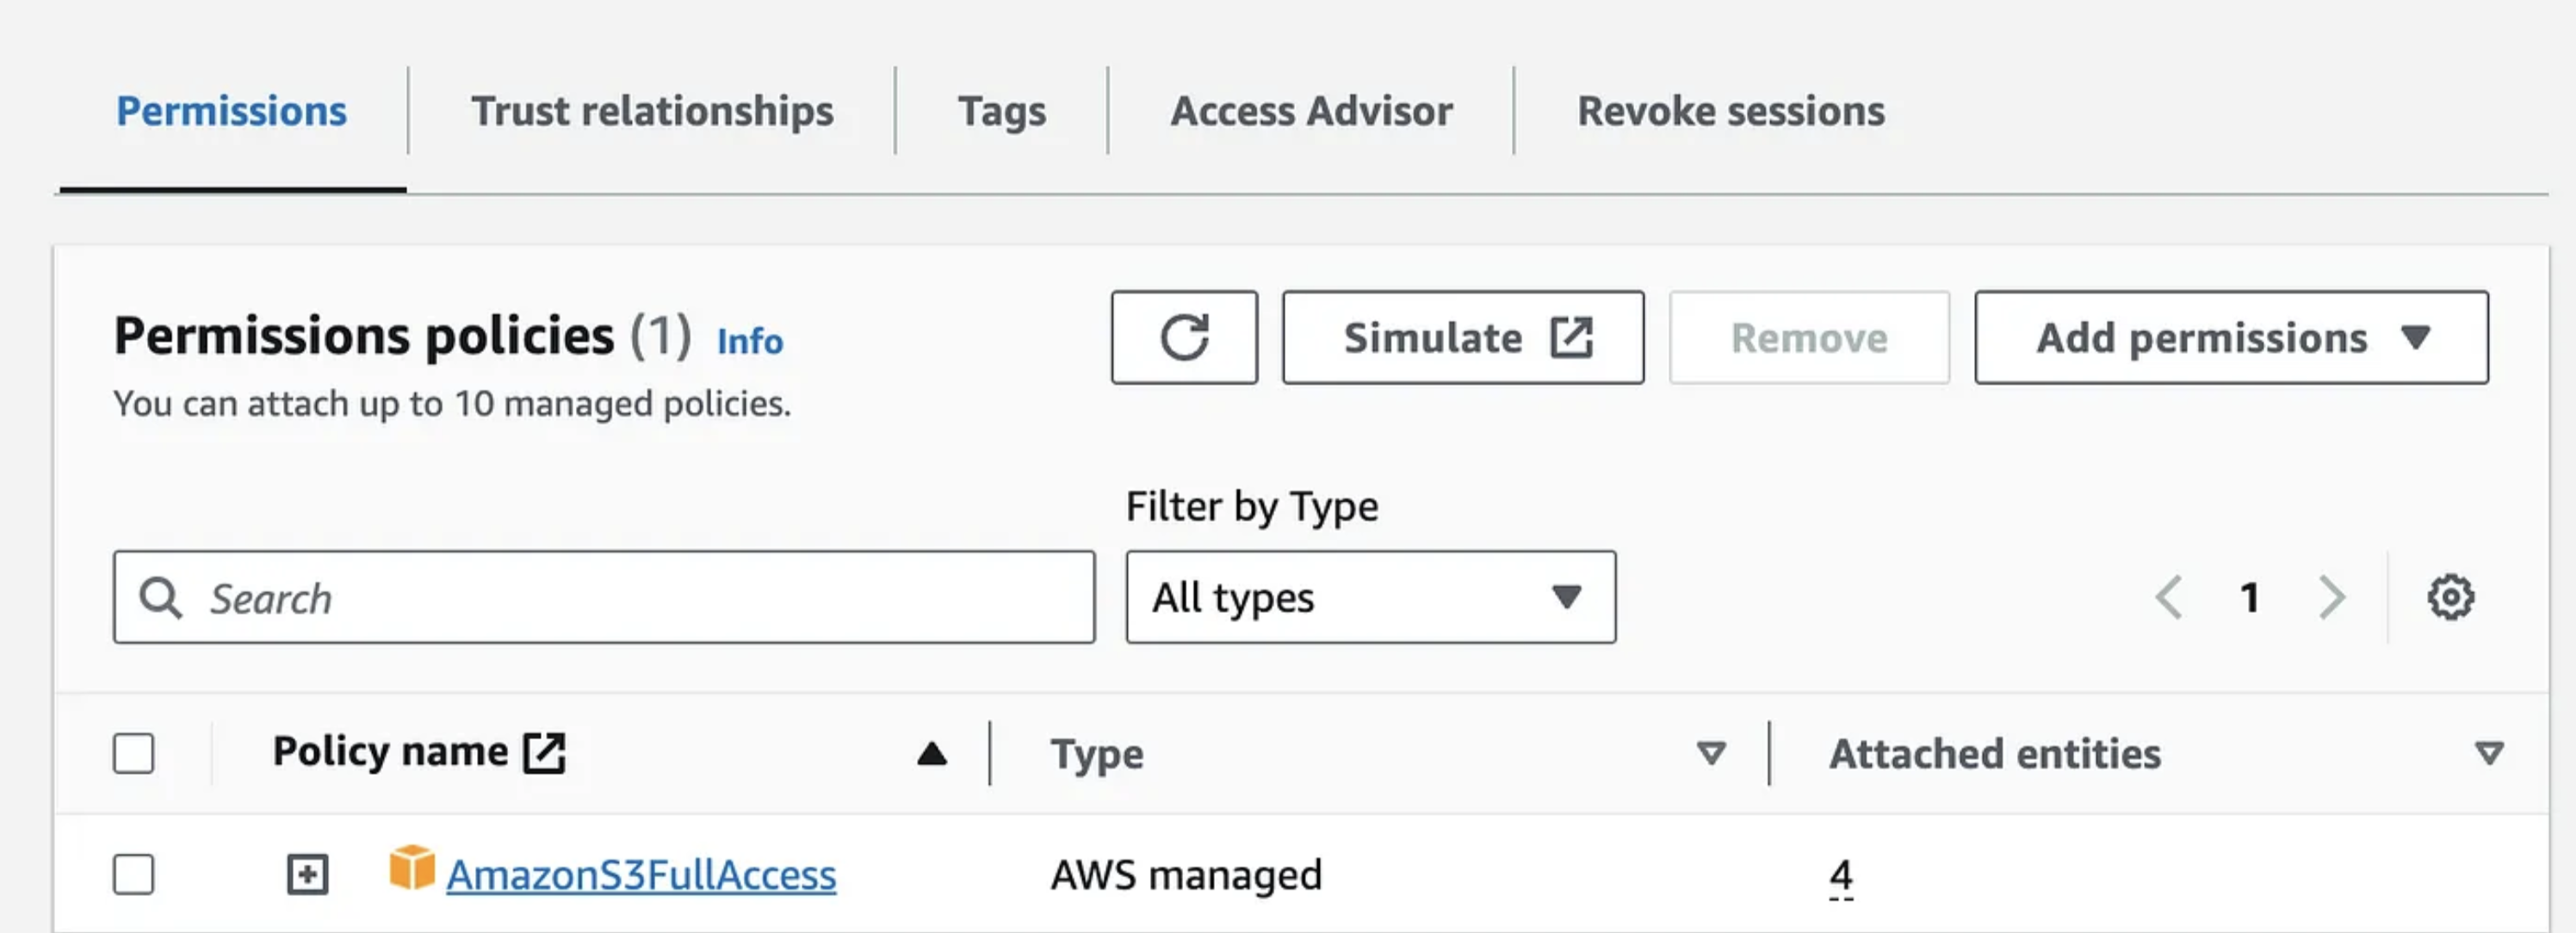 Permissions Trust relationships Tags Access Advisor Revoke sessions
Permissions policies (1) Info Simulate Remove Add permissions
You can attach up to 10 managed policies.
Filter by Type
Search All types 1
Policy name Type Attached entities
AmazonS3FullAccess AWS managed 4